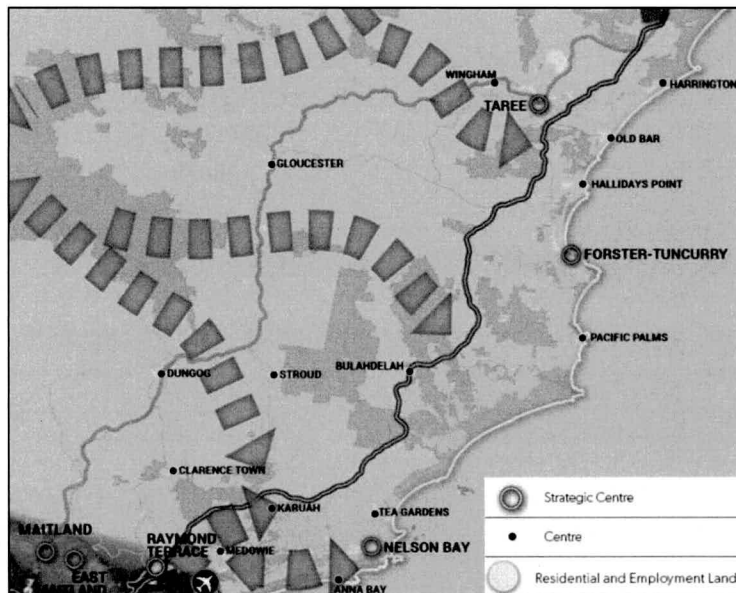 WINGHAM
TAREE
HARRINGTON
OLD BAR
GLOUCESTER
HALLIDAYS POINT
FORSTER-TUNCURRY
PACIFIC PALMS
BULAHDELAH
DUNGOG
STROUD
CLARENCE TOWN
KARUAH
TEA GARDENS
MAITLAND
RAYMOND
TERRACE
MEDOWIE
NELSON BAY
EAST
ANNA BAY
Strategic Centre
Centre
Residential and Employment Land